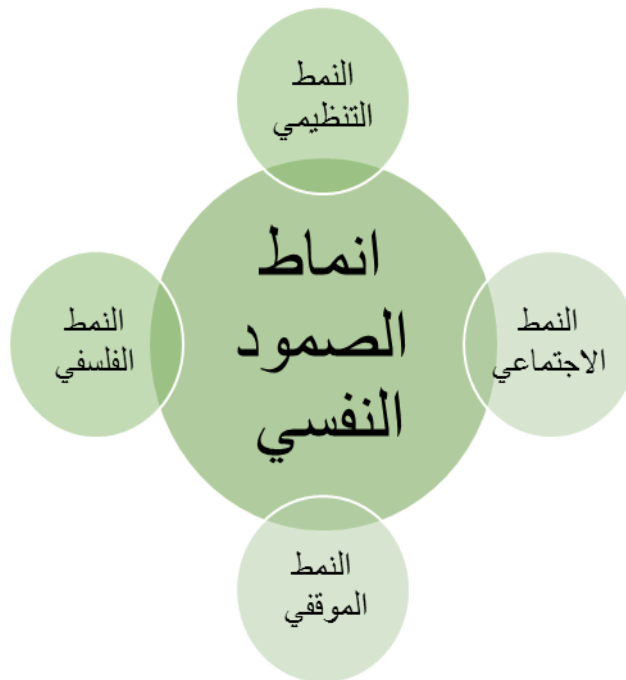 النمط
التنظيمي
انماط
الصمود
النفسي
النمط
الاجتماعي
النمط
الفلسفي
النمط
الموقفي